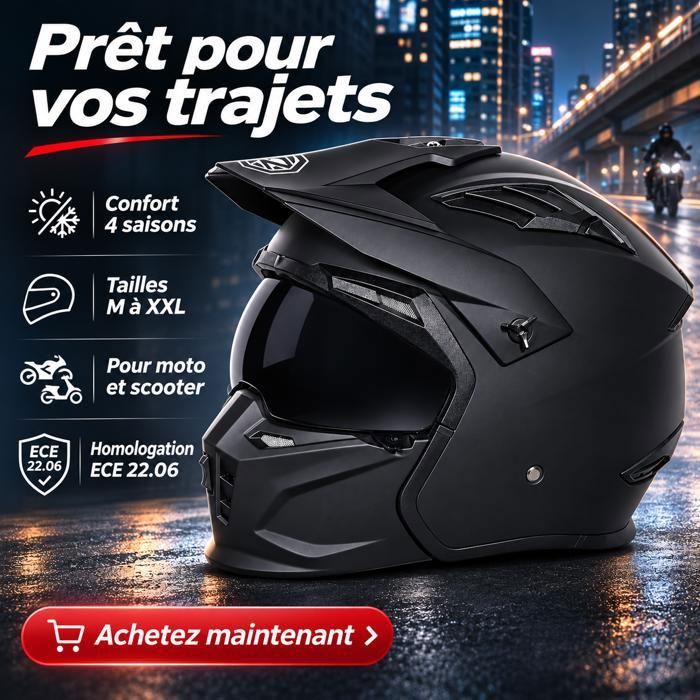 Prêt pour
vos trajets
Confort
4 saisons
Tailles
M à XXL
Pour moto
et scooter
ECE
22.06
Homologation
ECE 22.06
Achetez maintenant